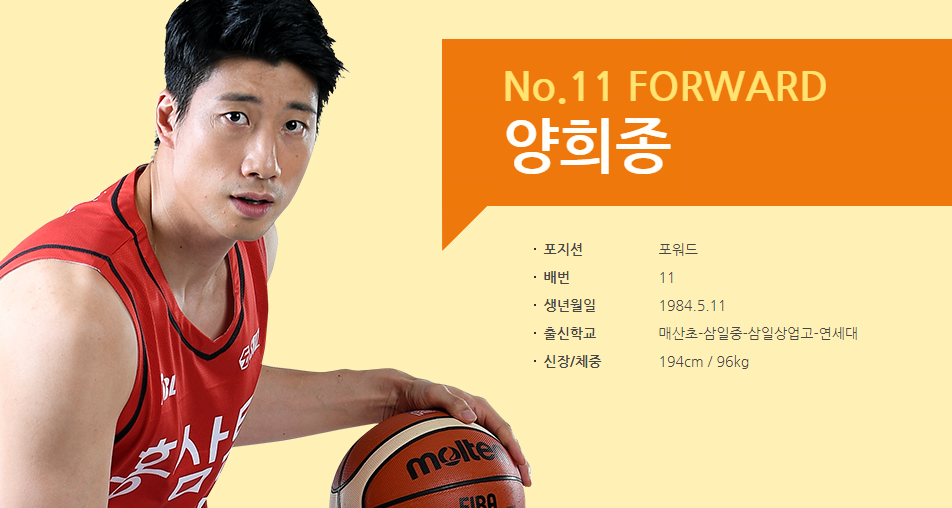 No.11 FORWARD
양희종
· 포지션 포워드
· 배번 11
· 생년월일 1984.5.11
· 출신학교 매산초-삼일중-삼일상업고-연세대
· 신장/체중 194cm / 96kg
molte
FIBA